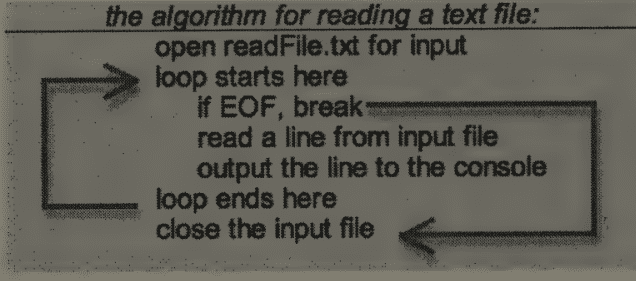 the algorithm for reading a text file:
open readFile.txt for input
loop starts here
if EOF, break
read a line from input file
output the line to the console
loop ends here
close the input file